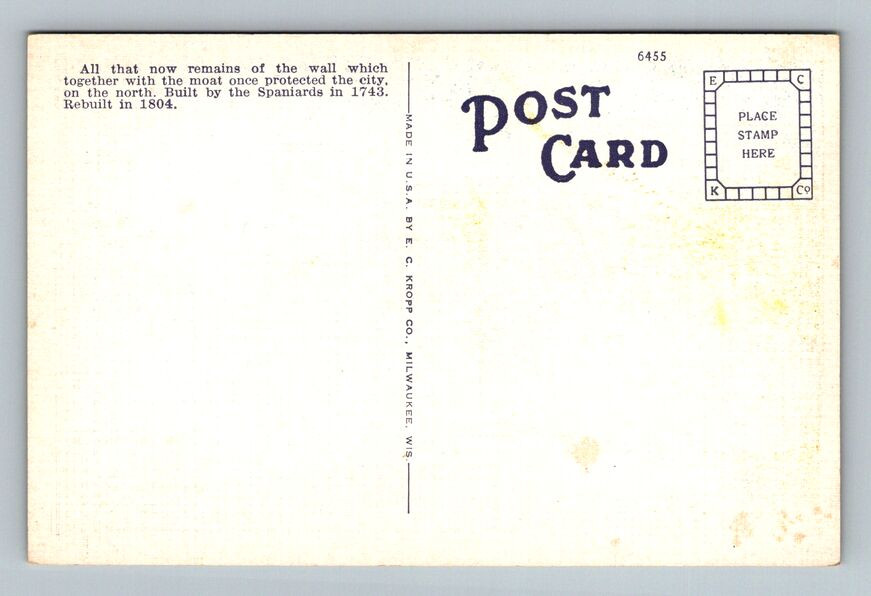 All that now remains of the wall which
together with the moat once protected the city,
on the north. Built by the Spaniards in 1743.
Rebuilt in 1804.
MADE IN U.S.A. BY E. C. KROPP CO., MILWAUKEE, WIS.
6455
POST
CARD
E C
PLACE
STAMP
HERE
K Co